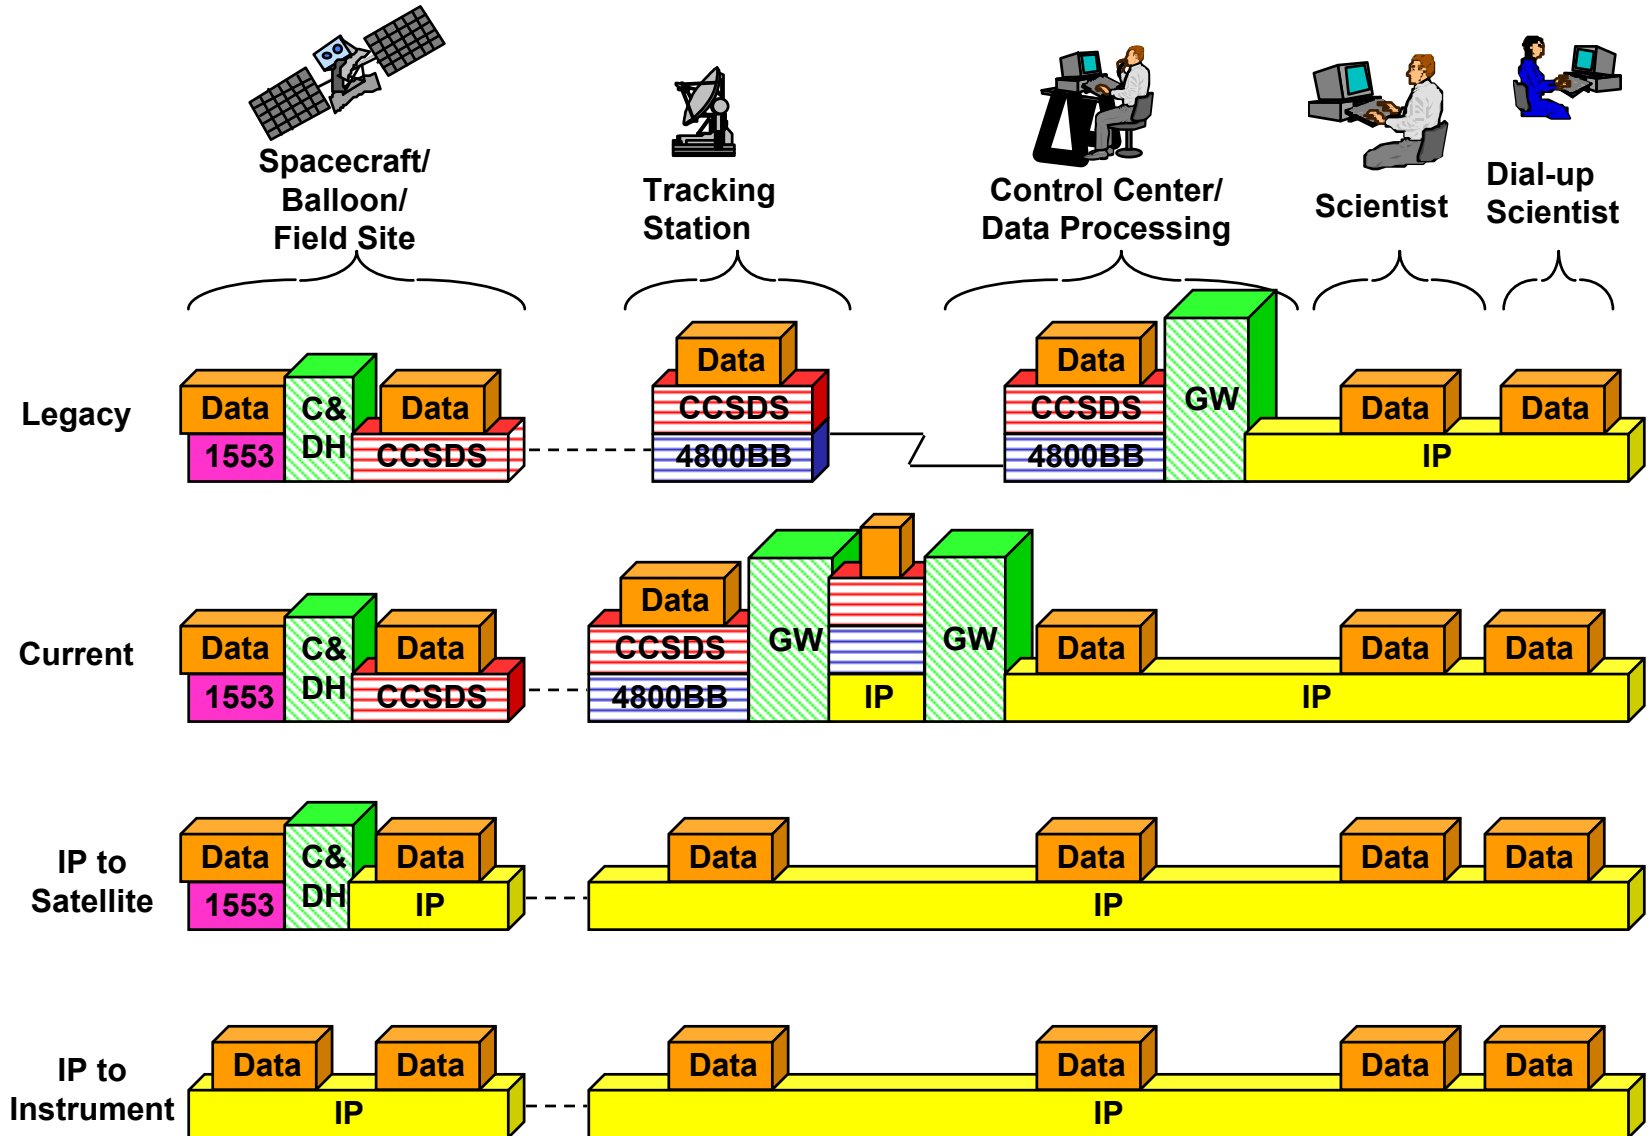 Spacecraft/
Balloon/
Field Site
Tracking
Station
Control Center/
Data Processing
Scientist
Dial-up
Scientist
Legacy
Data
1553
C&
DH
Data
CCSDS
Data
CCSDS
4800BB
Data
CCSDS
4800BB
GW
Data
Data
IP
Current
Data
1553
C&
DH
Data
CCSDS
Data
CCSDS
4800BB
GW
IP
GW
Data
Data
Data
IP
IP to
Satellite
Data
1553
C&
DH
Data
IP
Data
Data
Data
Data
IP
IP to
Instrument
Data
Data
IP
Data
Data
Data
Data
IP